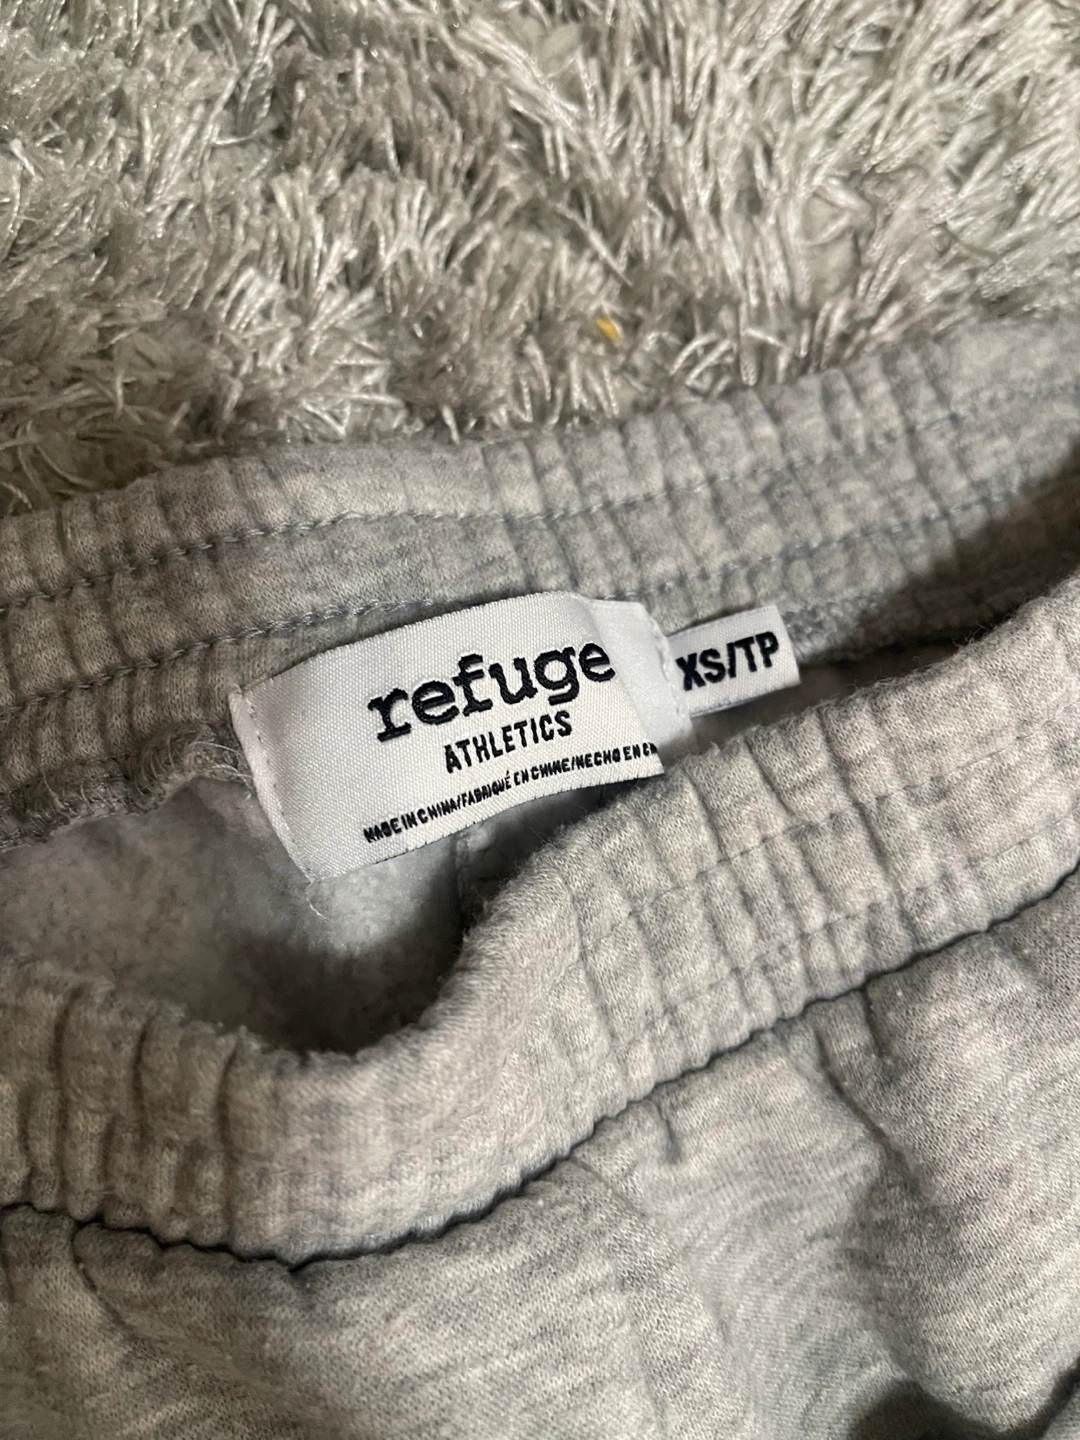 refuge
ATHLETICS
MADE IN CHINA/FABRIQUÉ EN CHINE/HECHO EN
XS/TP